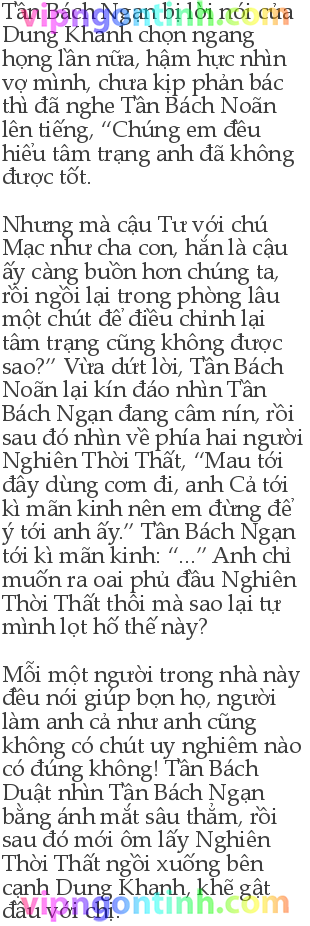 Tần Bách Ngạn bị lời nói của
vipngontinh.com
Dung Khanh chọn ngang
họng lần nữa, hậm hực nhìn
vợ mình, chưa kịp phản bác
thì đã nghe Tần Bách Noãn
lên tiếng, “Chúng em đều
hiểu tâm trạng anh đã không
được tốt.
Nhưng mà cậu Tư với chú
Mạc như cha con, hẳn là cậu
ấy càng buồn hơn chúng ta,
rồi ngồi lại trong phòng lâu
một chút để điều chỉnh lại
tâm trạng cũng không được
sao?” Vừa dứt lời, Tần Bách
Noãn lại kín đáo nhìn Tần
Bách Ngạn đang câm nín, rồi
sau đó nhìn về phía hai người
Nghiên Thời Thất, “Mau tới
đây dùng cơm đi, anh Cả tới
kì mãn kinh nên em đừng để
ý tới anh ấy.” Tần Bách Ngạn
tới kì mãn kinh: “...” Anh chỉ
muốn ra oai phủ đầu Nghiên
Thời Thất thôi mà sao lại tự
mình lọt hố thế này?
Mỗi một người trong nhà này
đều nói giúp bọn họ, người
làm anh cả như anh cũng
không có chút uy nghiêm nào
có đúng không! Tần Bách
Duật nhìn Tần Bách Ngạn
bằng ánh mắt sâu thẳm, rồi
sau đó mới ôm lấy Nghiên
Thời Thất ngồi xuống bên
cạnh Dung Khanh, khẽ gật
đầu với chị.
vipngontinh.com